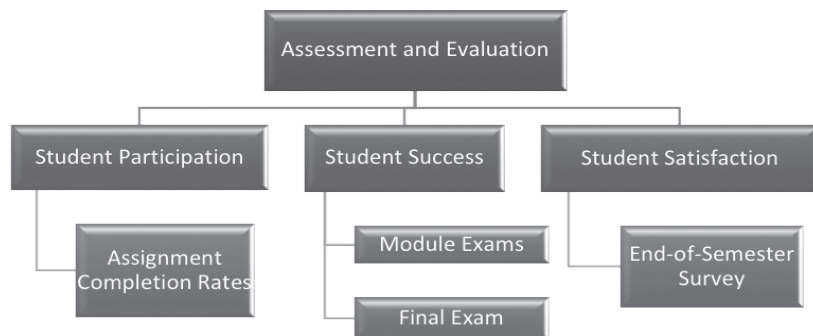 Assessment and Evaluation
Student Participation
Assignment
Completion Rates
Student Success
Module Exams
Final Exam
Student Satisfaction
End-of-Semester
Survey